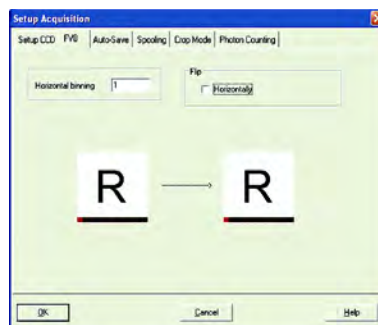 Setup Acquisition
Setup CCD FVB Auto-Save Spooling Crop Mode Photon Counting
Horizontal binning 1
Flip
Horizontally
R R
OK Cancel Help